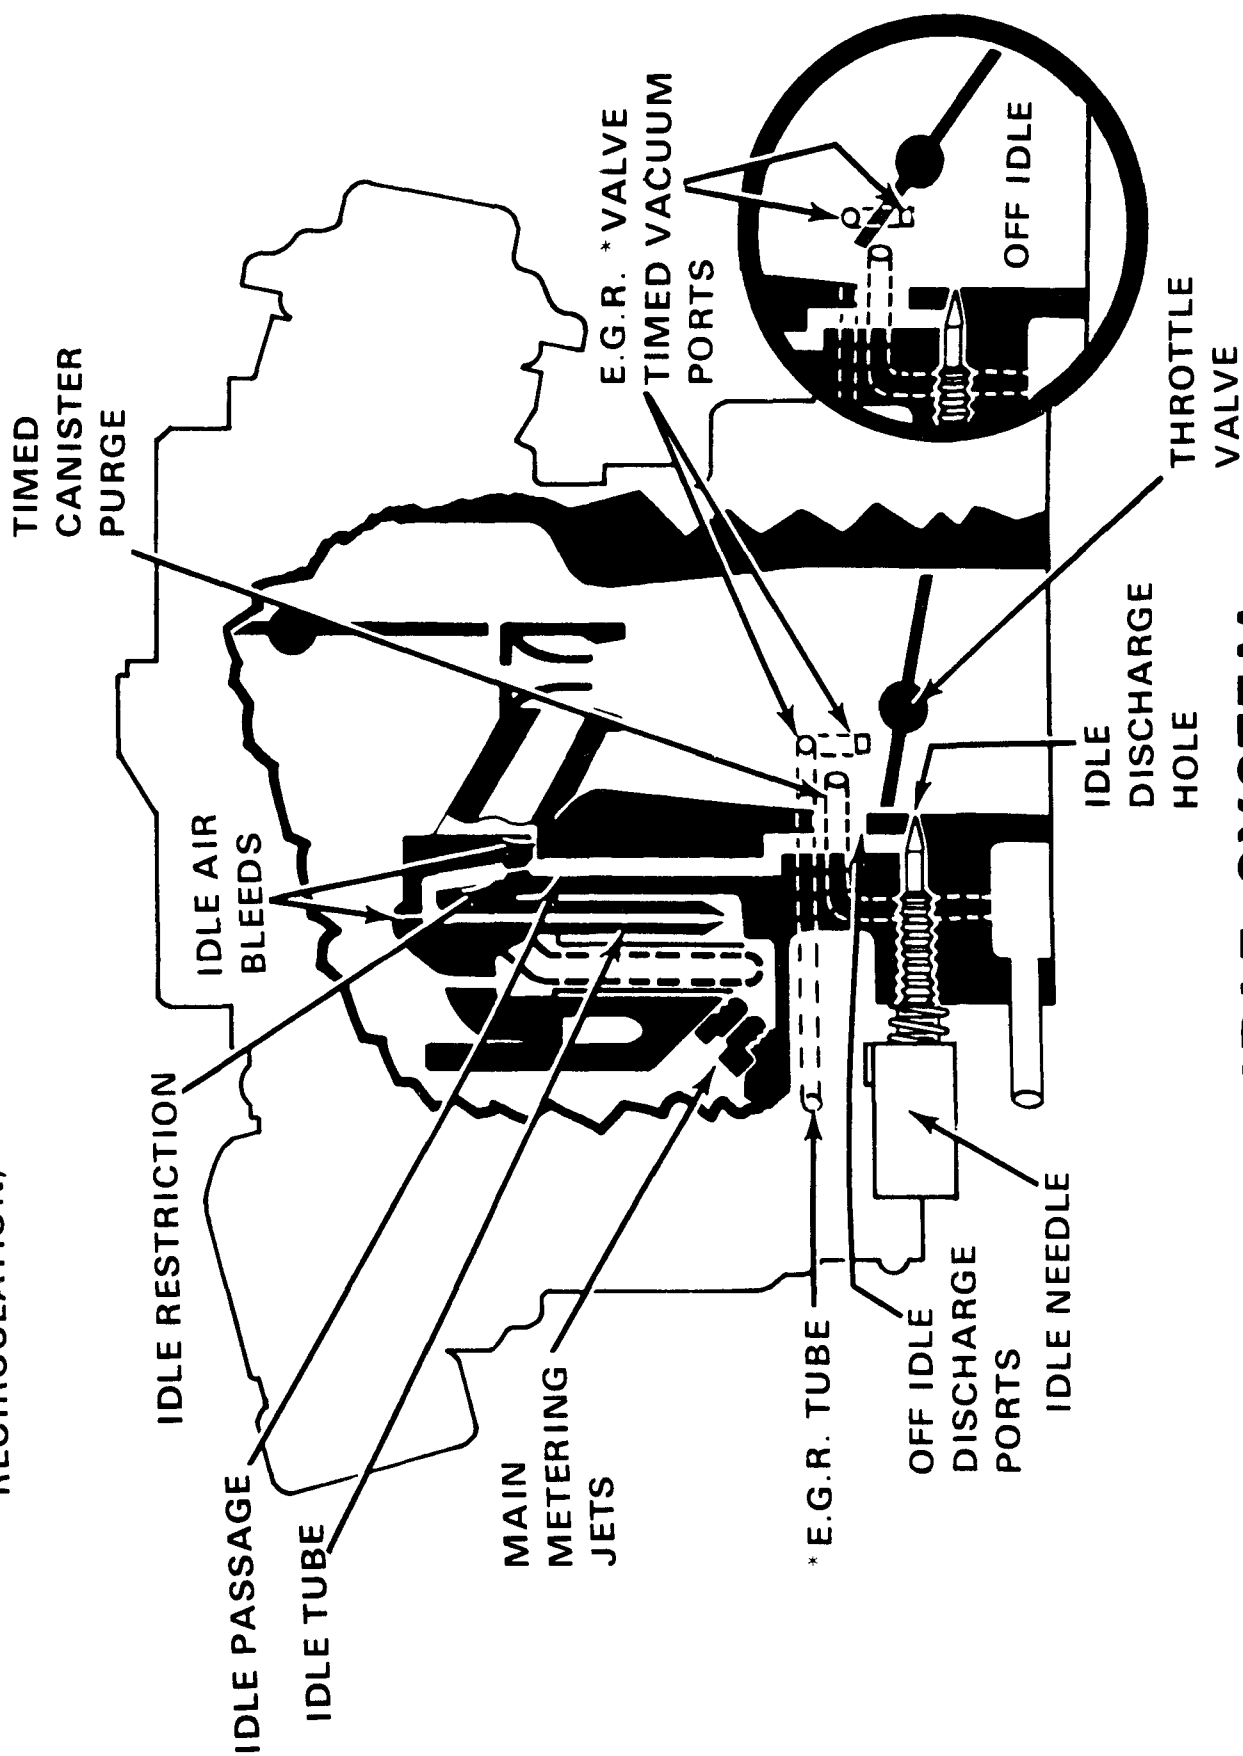 TIMED
CANISTER
PURGE
E.G.R. *VALVE
TIMED VACUUM
PORTS
IDLE AIR
BLEEDS
IDLE RESTRICTION
IDLE PASSAGE
IDLE TUBE
MAIN
METERING
JETS
*E.G.R. TUBE
OFF IDLE
DISCHARGE
PORTS
IDLE NEEDLE
IDLE
DISCHARGE
HOLE
THROTTLE
VALVE
OFF IDLE